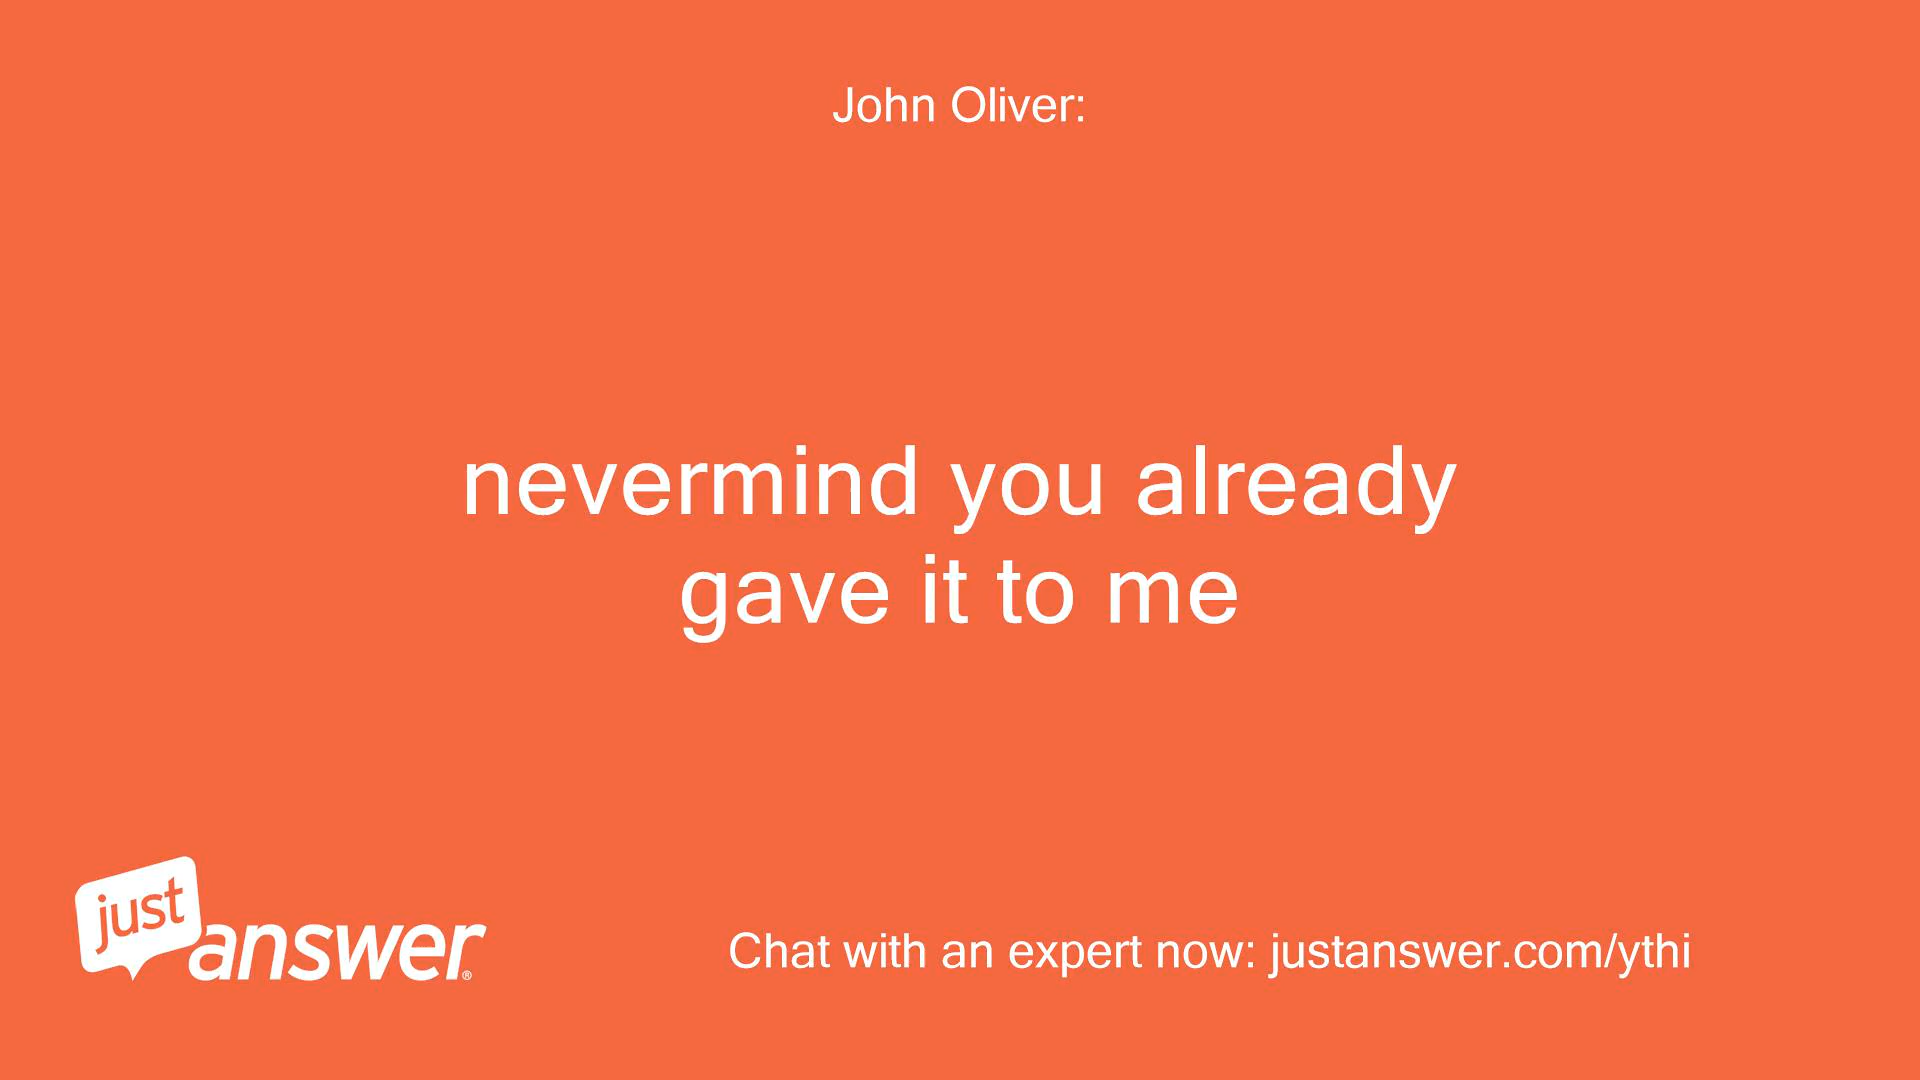 John Oliver:
nevermind you already
gave it to me
just
answer®
Chat with an expert now: justanswer.com/ythi